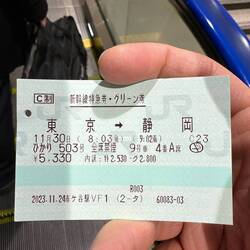 C制 新幹線特急券・グリーン券
東京 → 静岡
11月30日 ( 8:03発) (9:02着) C23
ひかり 503号 全席禁煙 9号車 4番A席
¥5,330 内訳:特2,530・グ2,800
R003
2023.11.24市ケ谷駅VF1 (2-タ) 60083-03